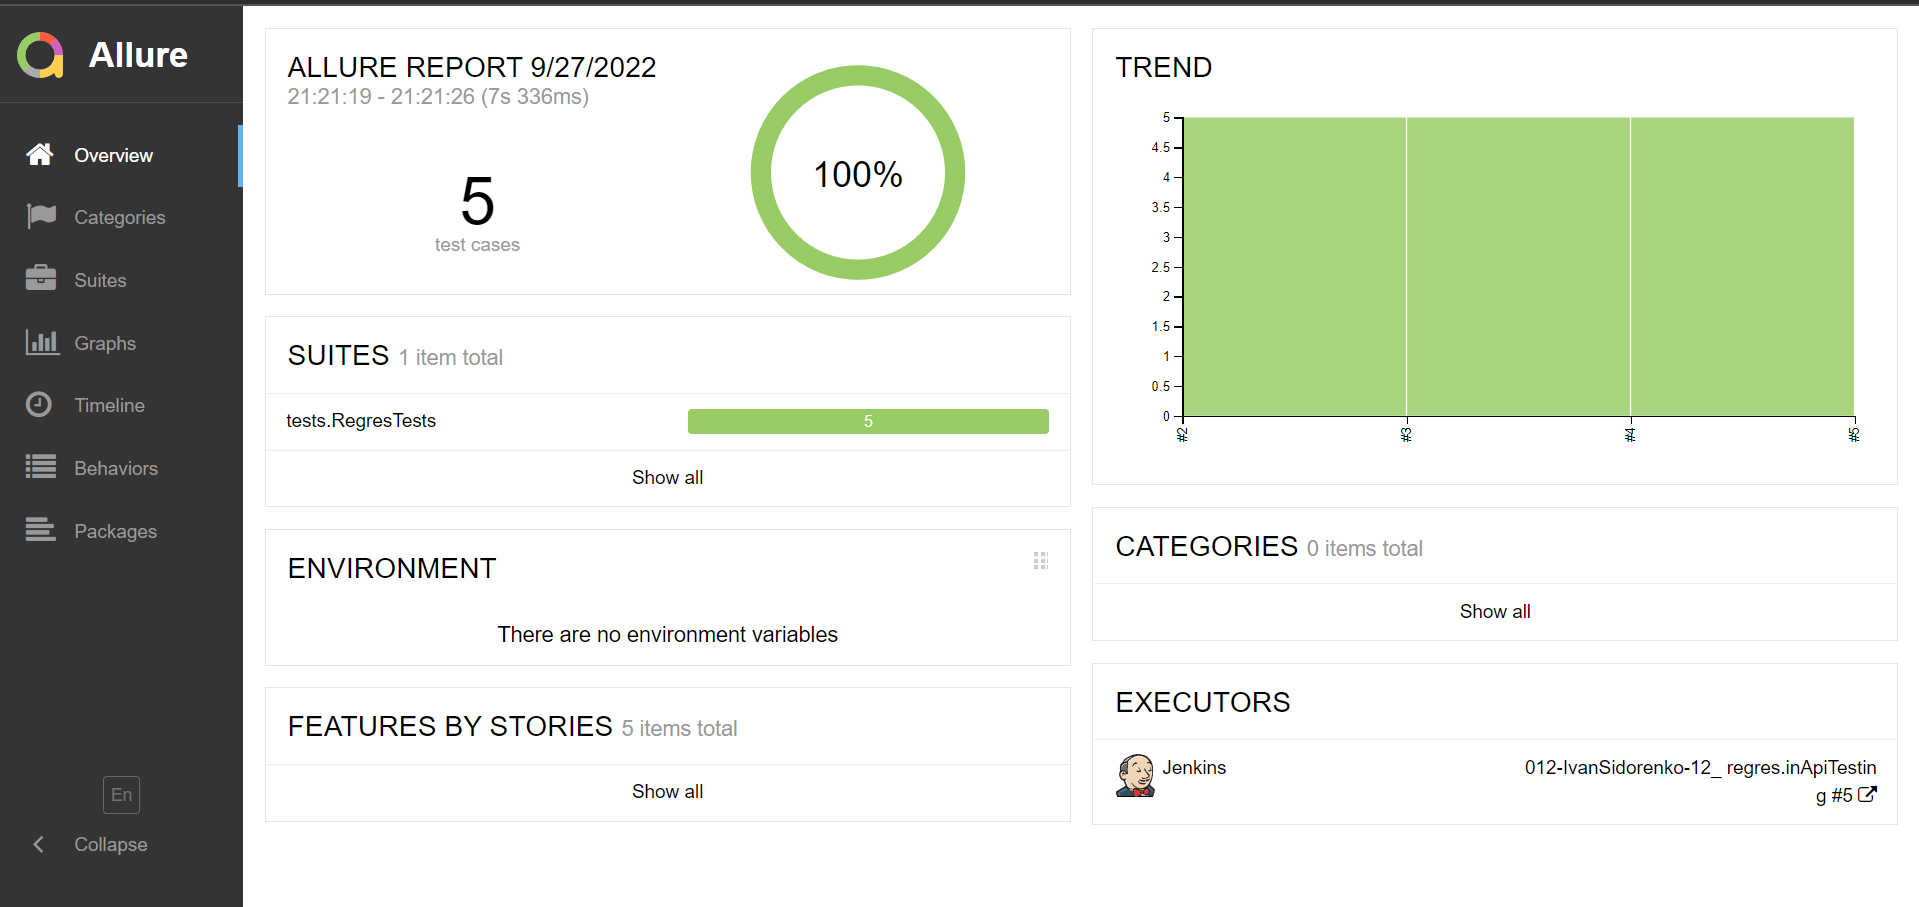 Allure
Overview
Categories
Suites
Graphs
Timeline
Behaviors
Packages
En
Collapse
ALLURE REPORT 9/27/2022
21:21:19 - 21:21:26 (7s 336ms)
5
test cases
100%
SUITES 1 item total
tests.RegresTests 5
Show all
ENVIRONMENT
There are no environment variables
FEATURES BY STORIES 5 items total
Show all
TREND
5
4.5
4
3.5
3
2.5
2
1.5
1
0.5
0
#2 #3 #4 #5
CATEGORIES 0 items total
Show all
EXECUTORS
Jenkins 012-IvanSidorenko-12_ regres.inApiTestin
g #5